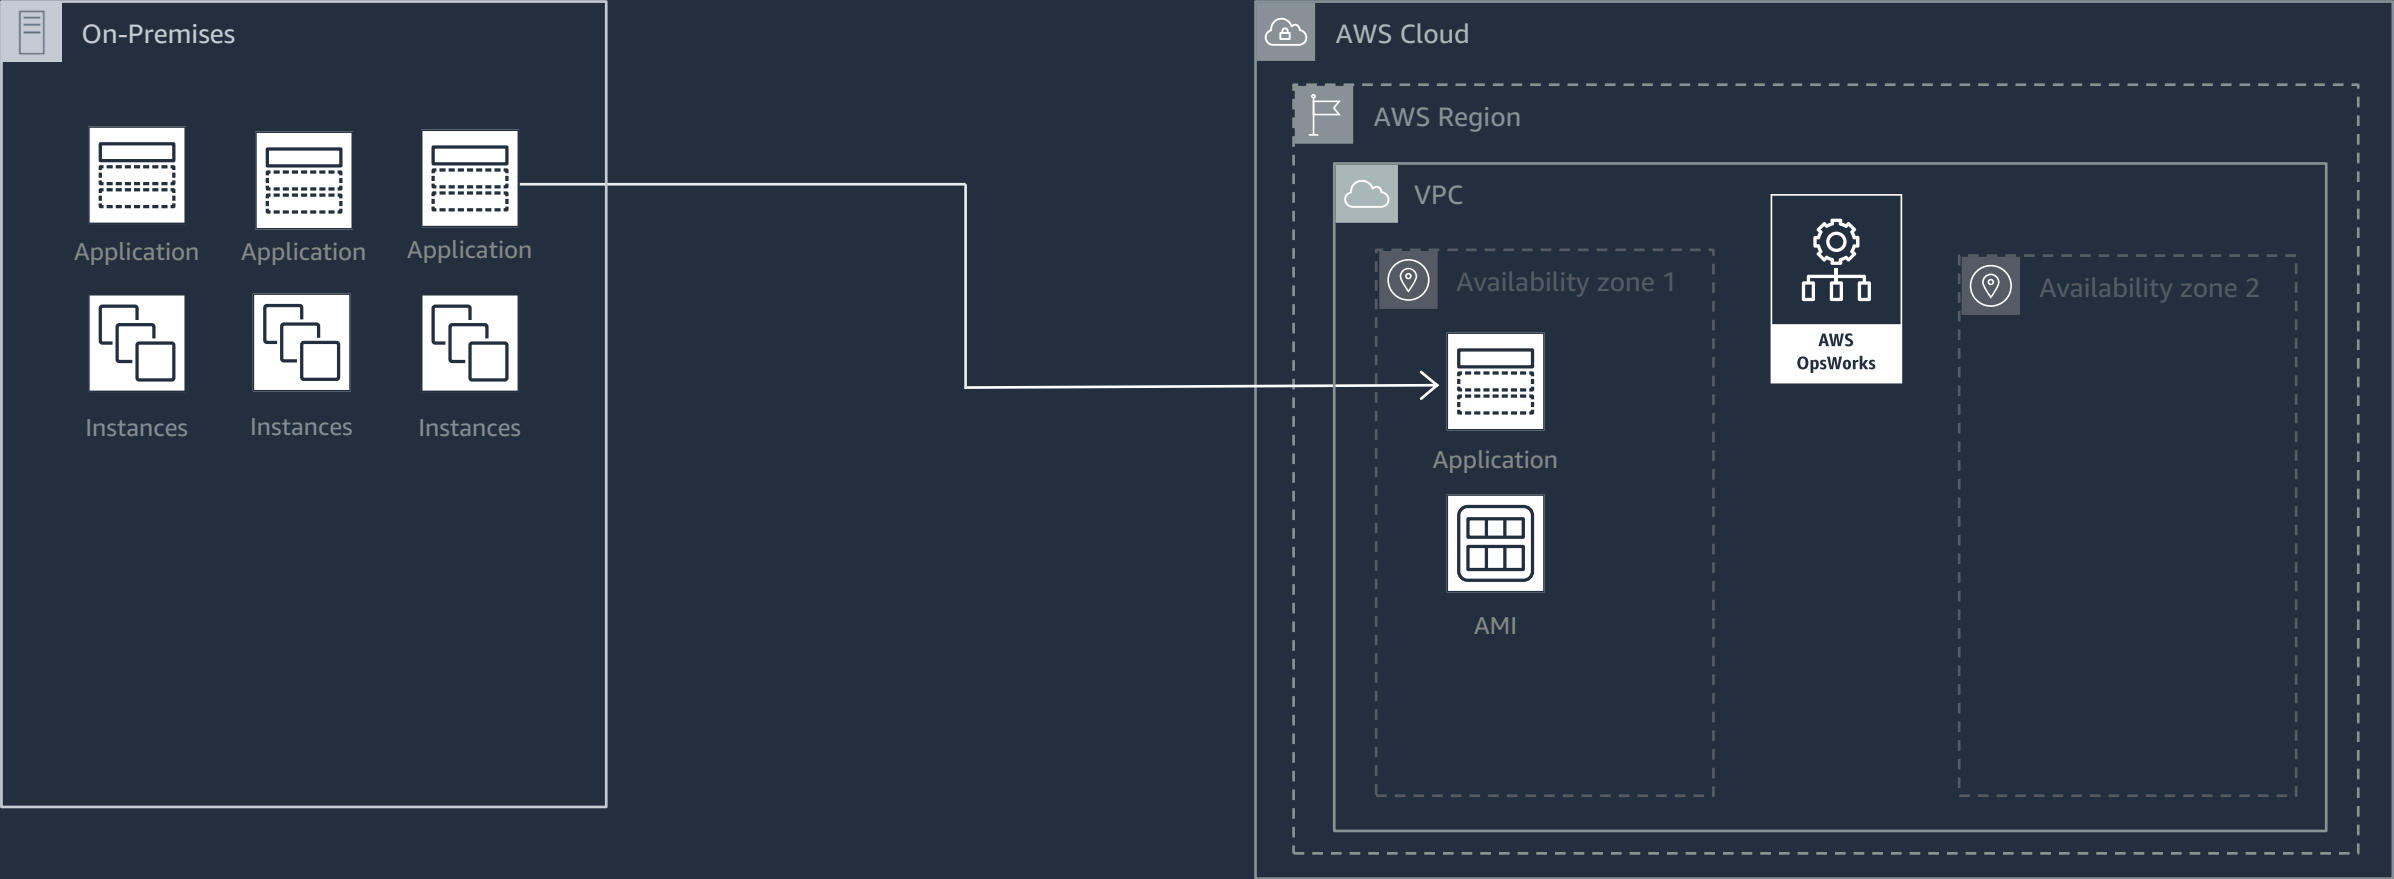 On-Premises
Application
Application
Application
Instances
Instances
Instances
AWS Cloud
AWS Region
VPC
AWS
OpsWorks
Availability zone 1
Availability zone 2
Application
AMI